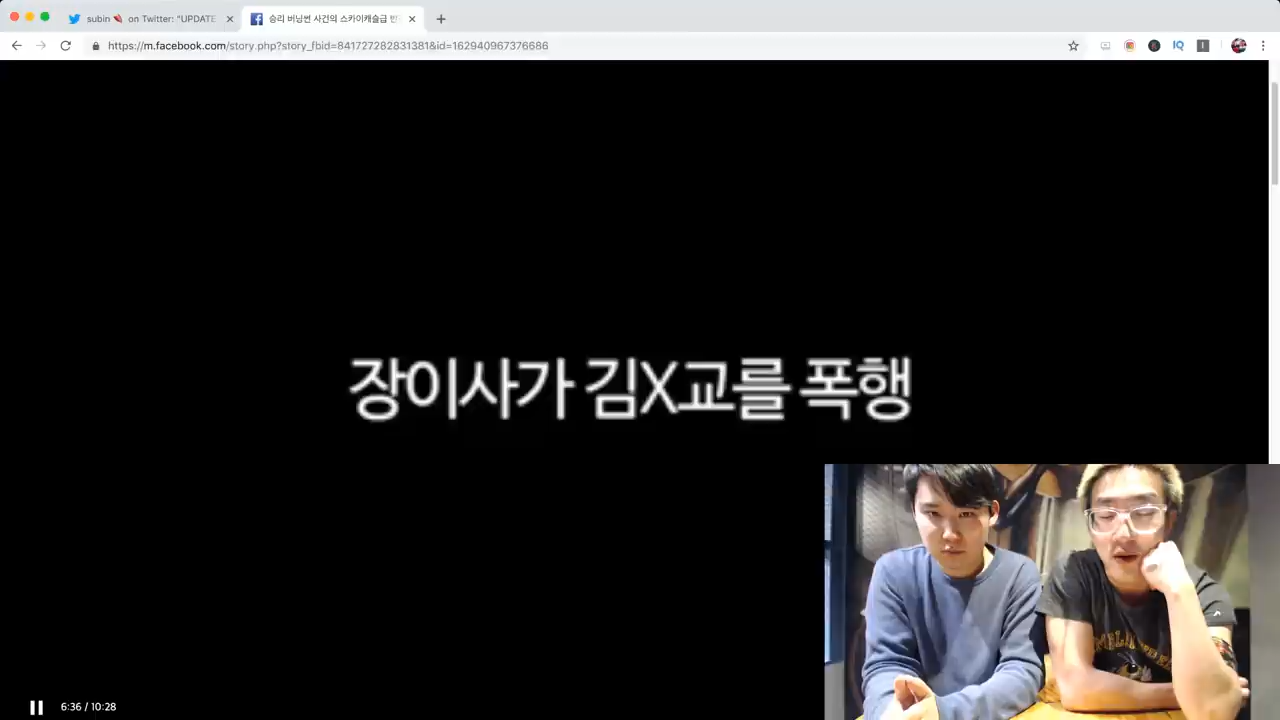 subin on Twitter: "UPDATE
승리 버닝썬 사건의 스카이캐슬급 반
https://m.facebook.com/story.php?story_fbid=841727282831381&id=162940967376686
IQ
장이사가 김X교를 폭행
6:36 / 10:28